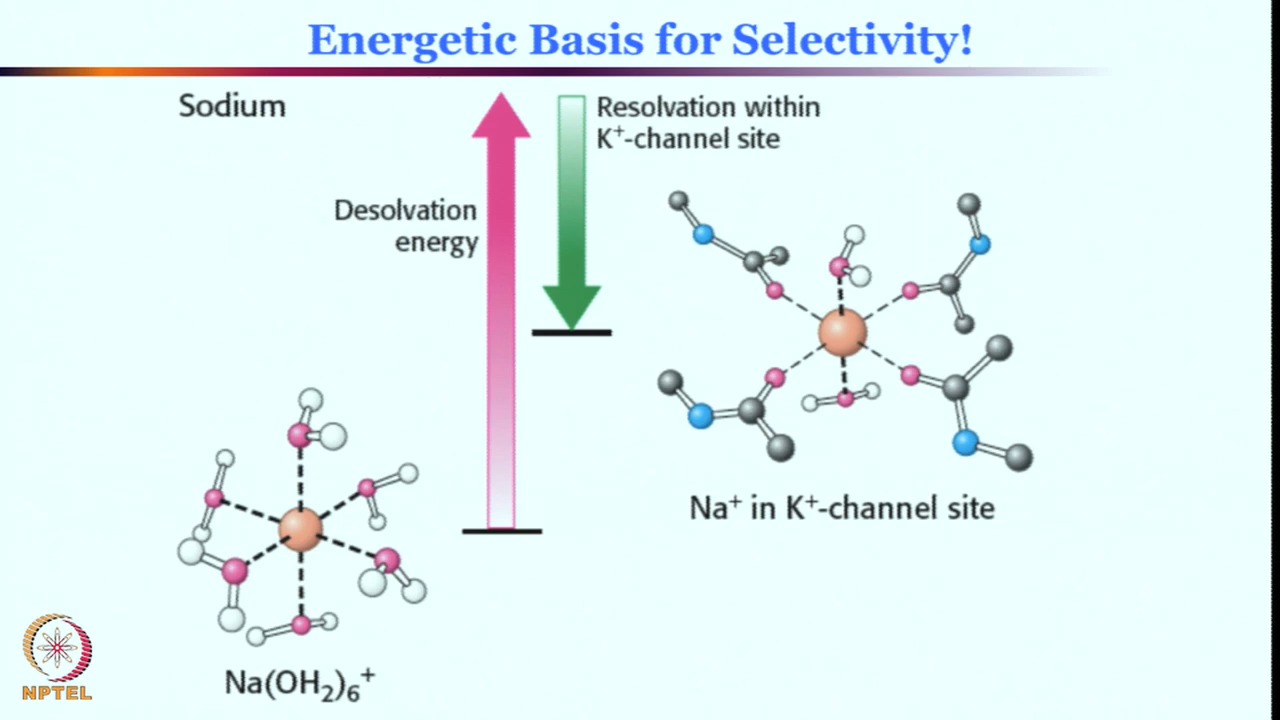 Energetic Basis for Selectivity!
Sodium
Desolvation
energy
Resolvation within
K⁺-channel site
Na⁺ in K⁺-channel site
Na(OH₂)₆⁺
NPTEL